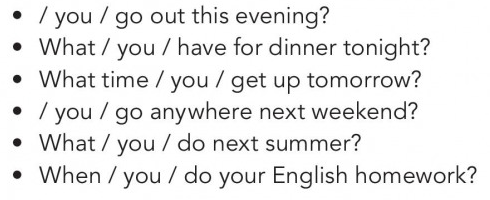 • / you / go out this evening?
• What / you / have for dinner tonight?
• What time / you / get up tomorrow?
• / you / go anywhere next weekend?
• What / you / do next summer?
• When / you / do your English homework?